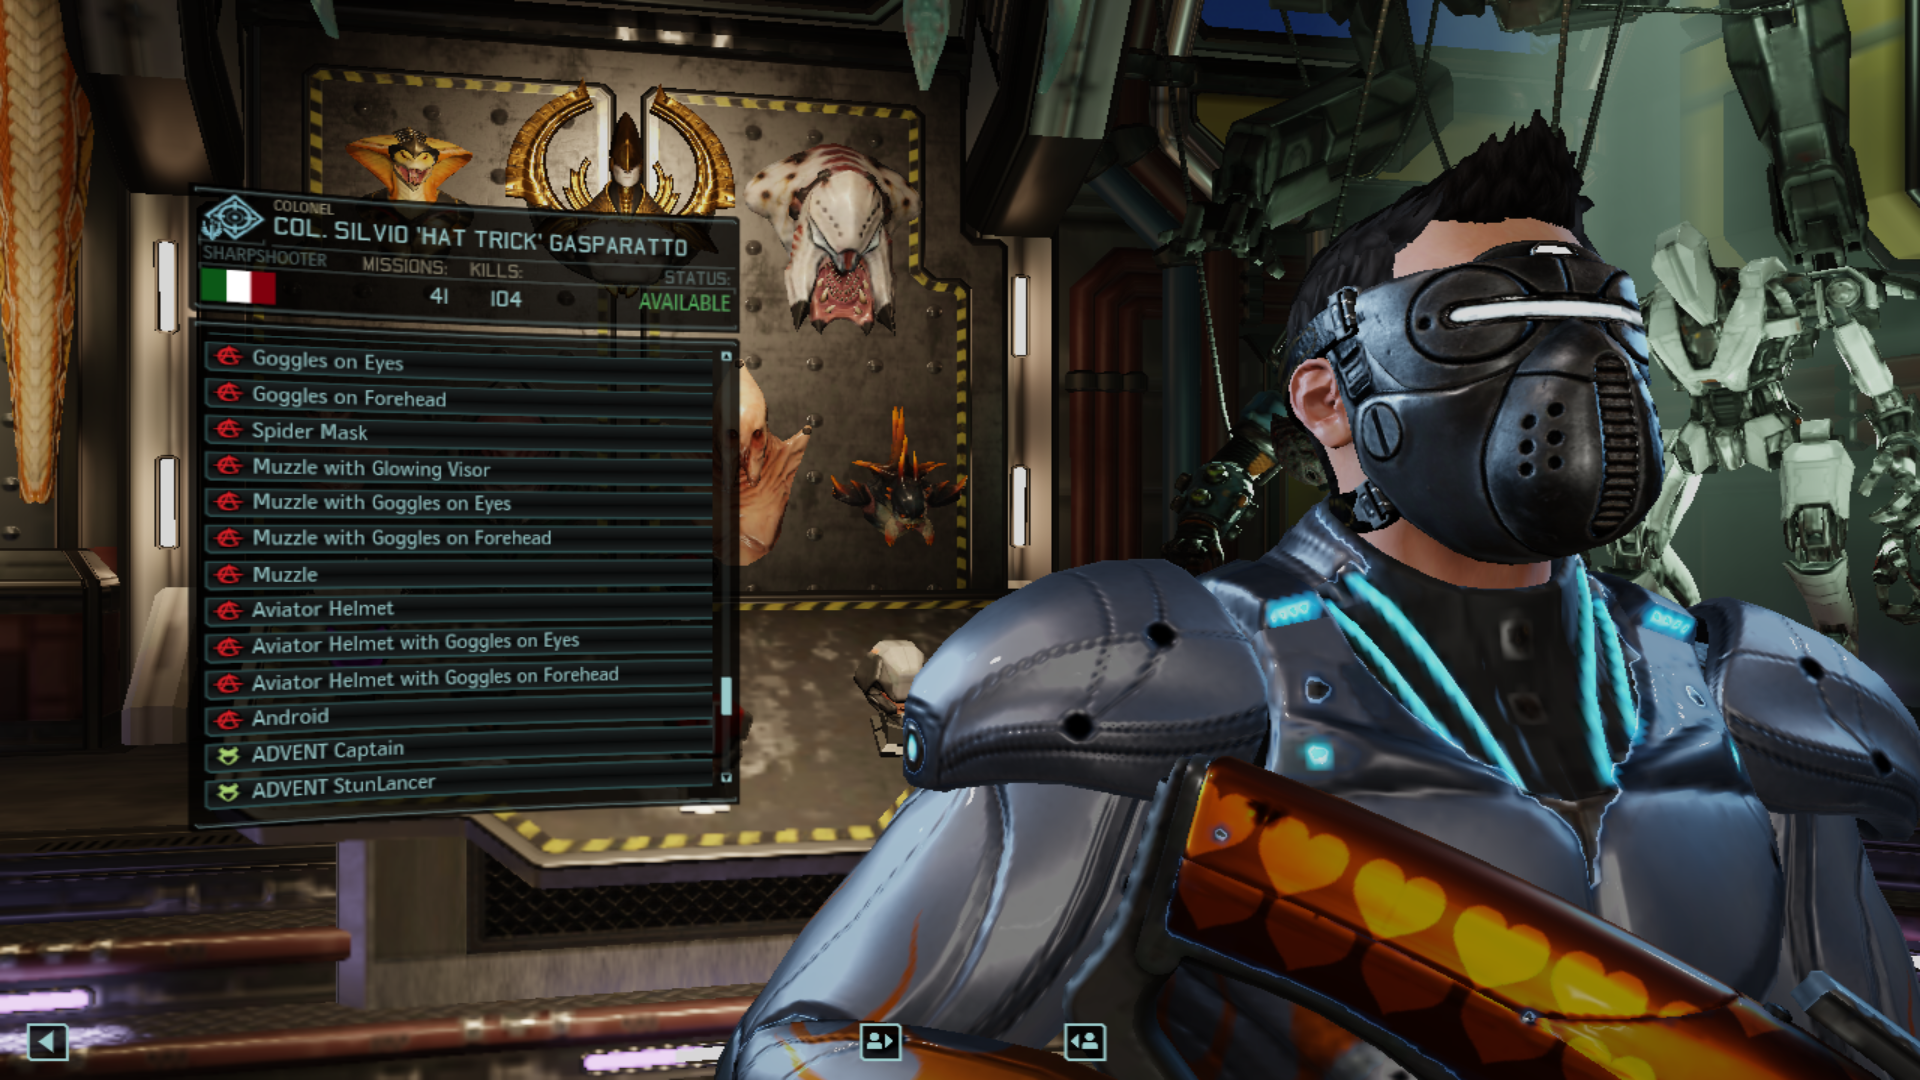 COLONEL
COL. SILVIO 'HAT TRICK' GASPARATTO
SHARPSHOOTER
MISSIONS: KILLS:
STATUS:
41 104
AVAILABLE
Goggles on Eyes
Goggles on Forehead
Spider Mask
Muzzle with Glowing Visor
Muzzle with Goggles on Eyes
Muzzle with Goggles on Forehead
Muzzle
Aviator Helmet
Aviator Helmet with Goggles on Eyes
Aviator Helmet with Goggles on Forehead
Android
ADVENT Captain
ADVENT StunLancer